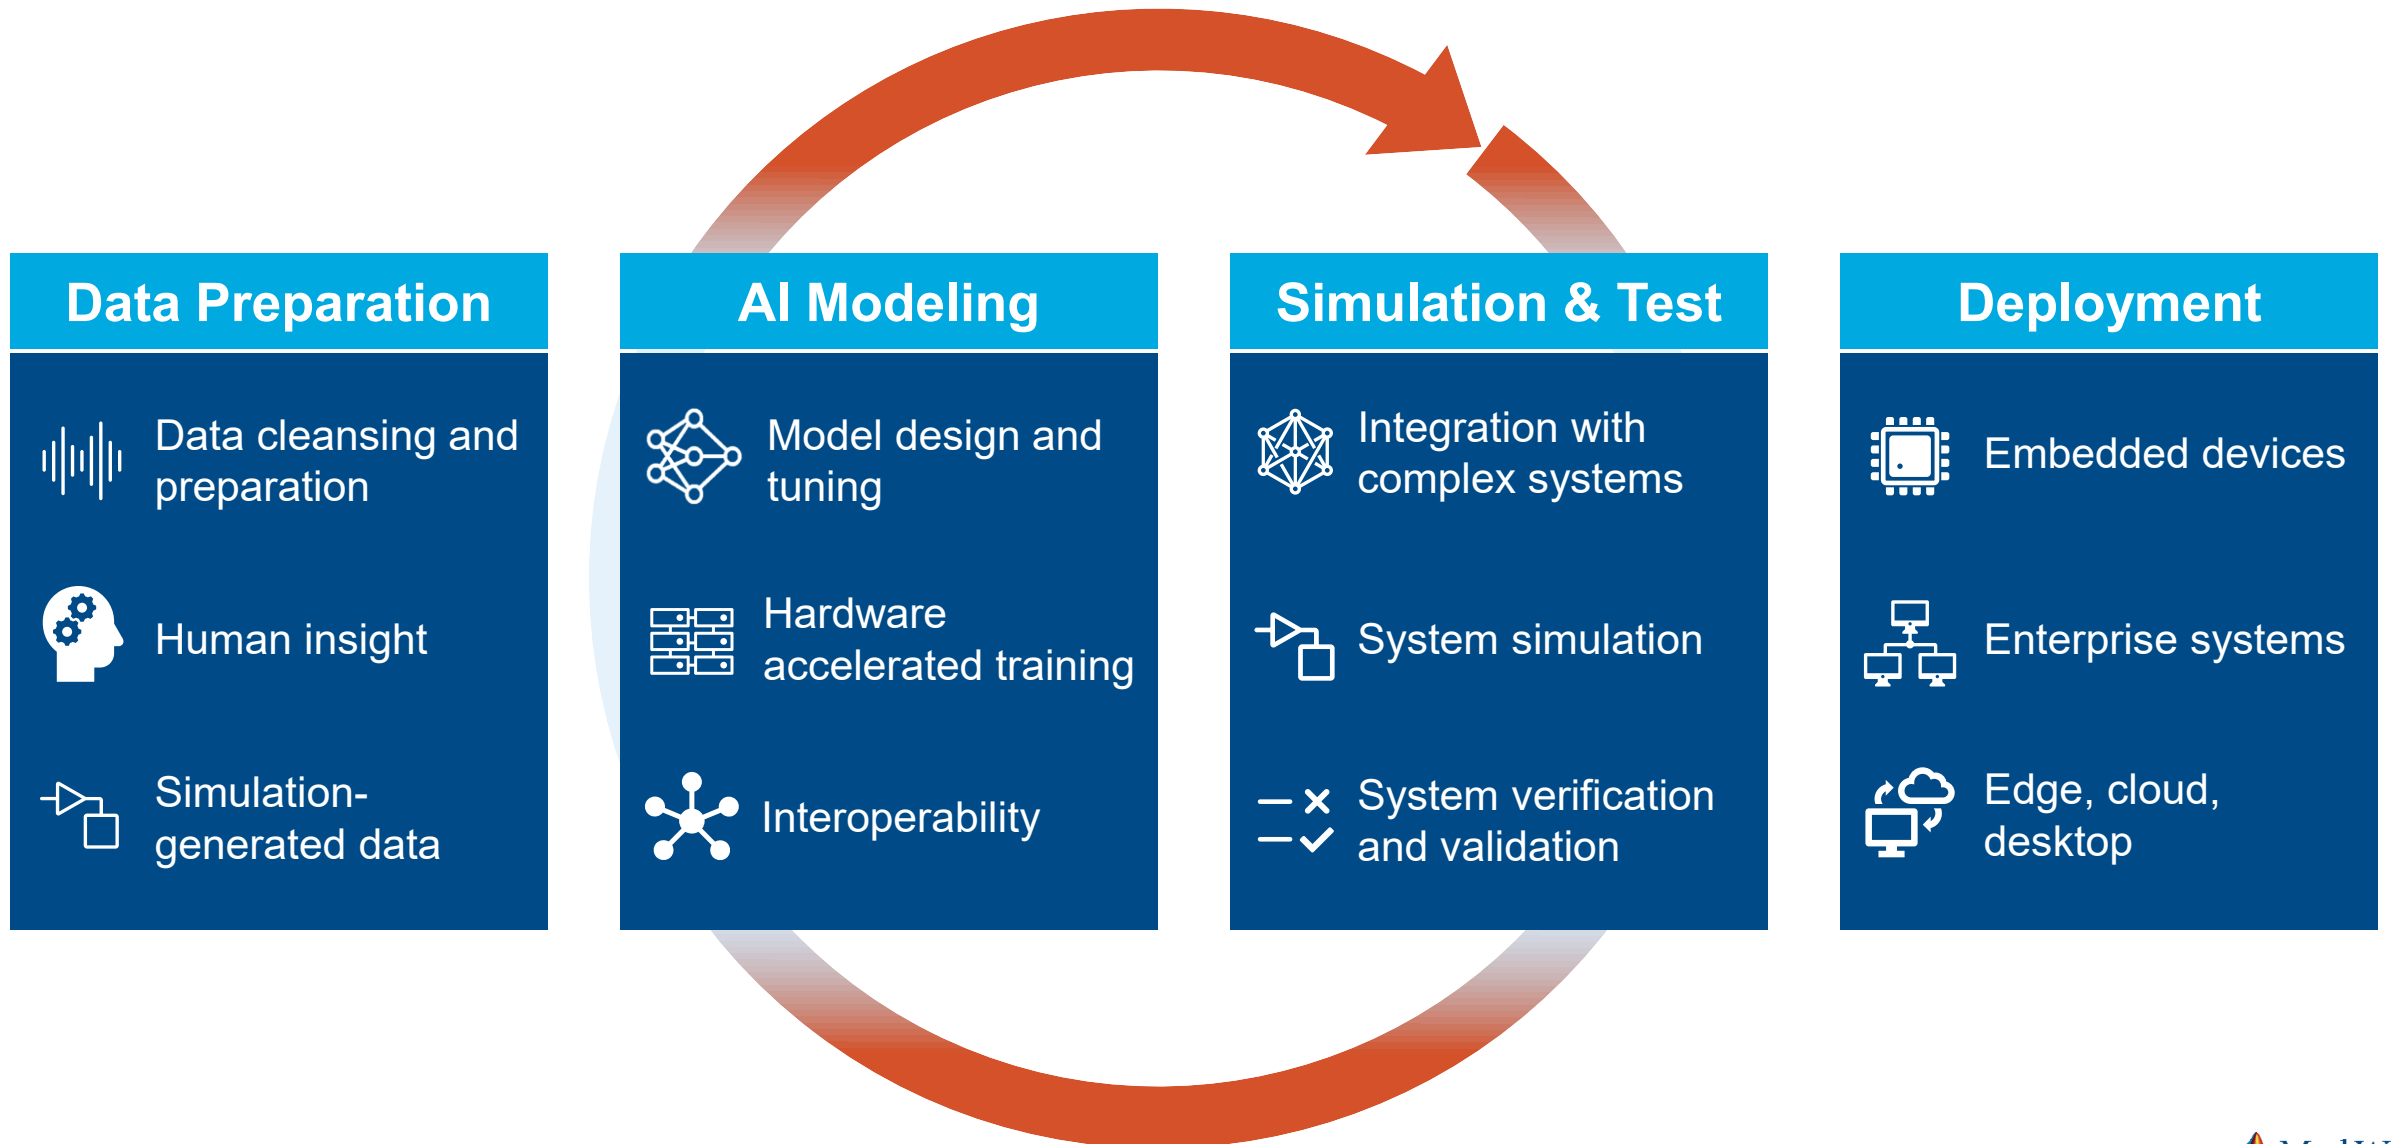 Data Preparation
Data cleansing and
preparation
Human insight
Simulation-
generated data
AI Modeling
Model design and
tuning
Hardware
accelerated training
Interoperability
Simulation & Test
Integration with
complex systems
System simulation
System verification
and validation
Deployment
Embedded devices
Enterprise systems
Edge, cloud,
desktop